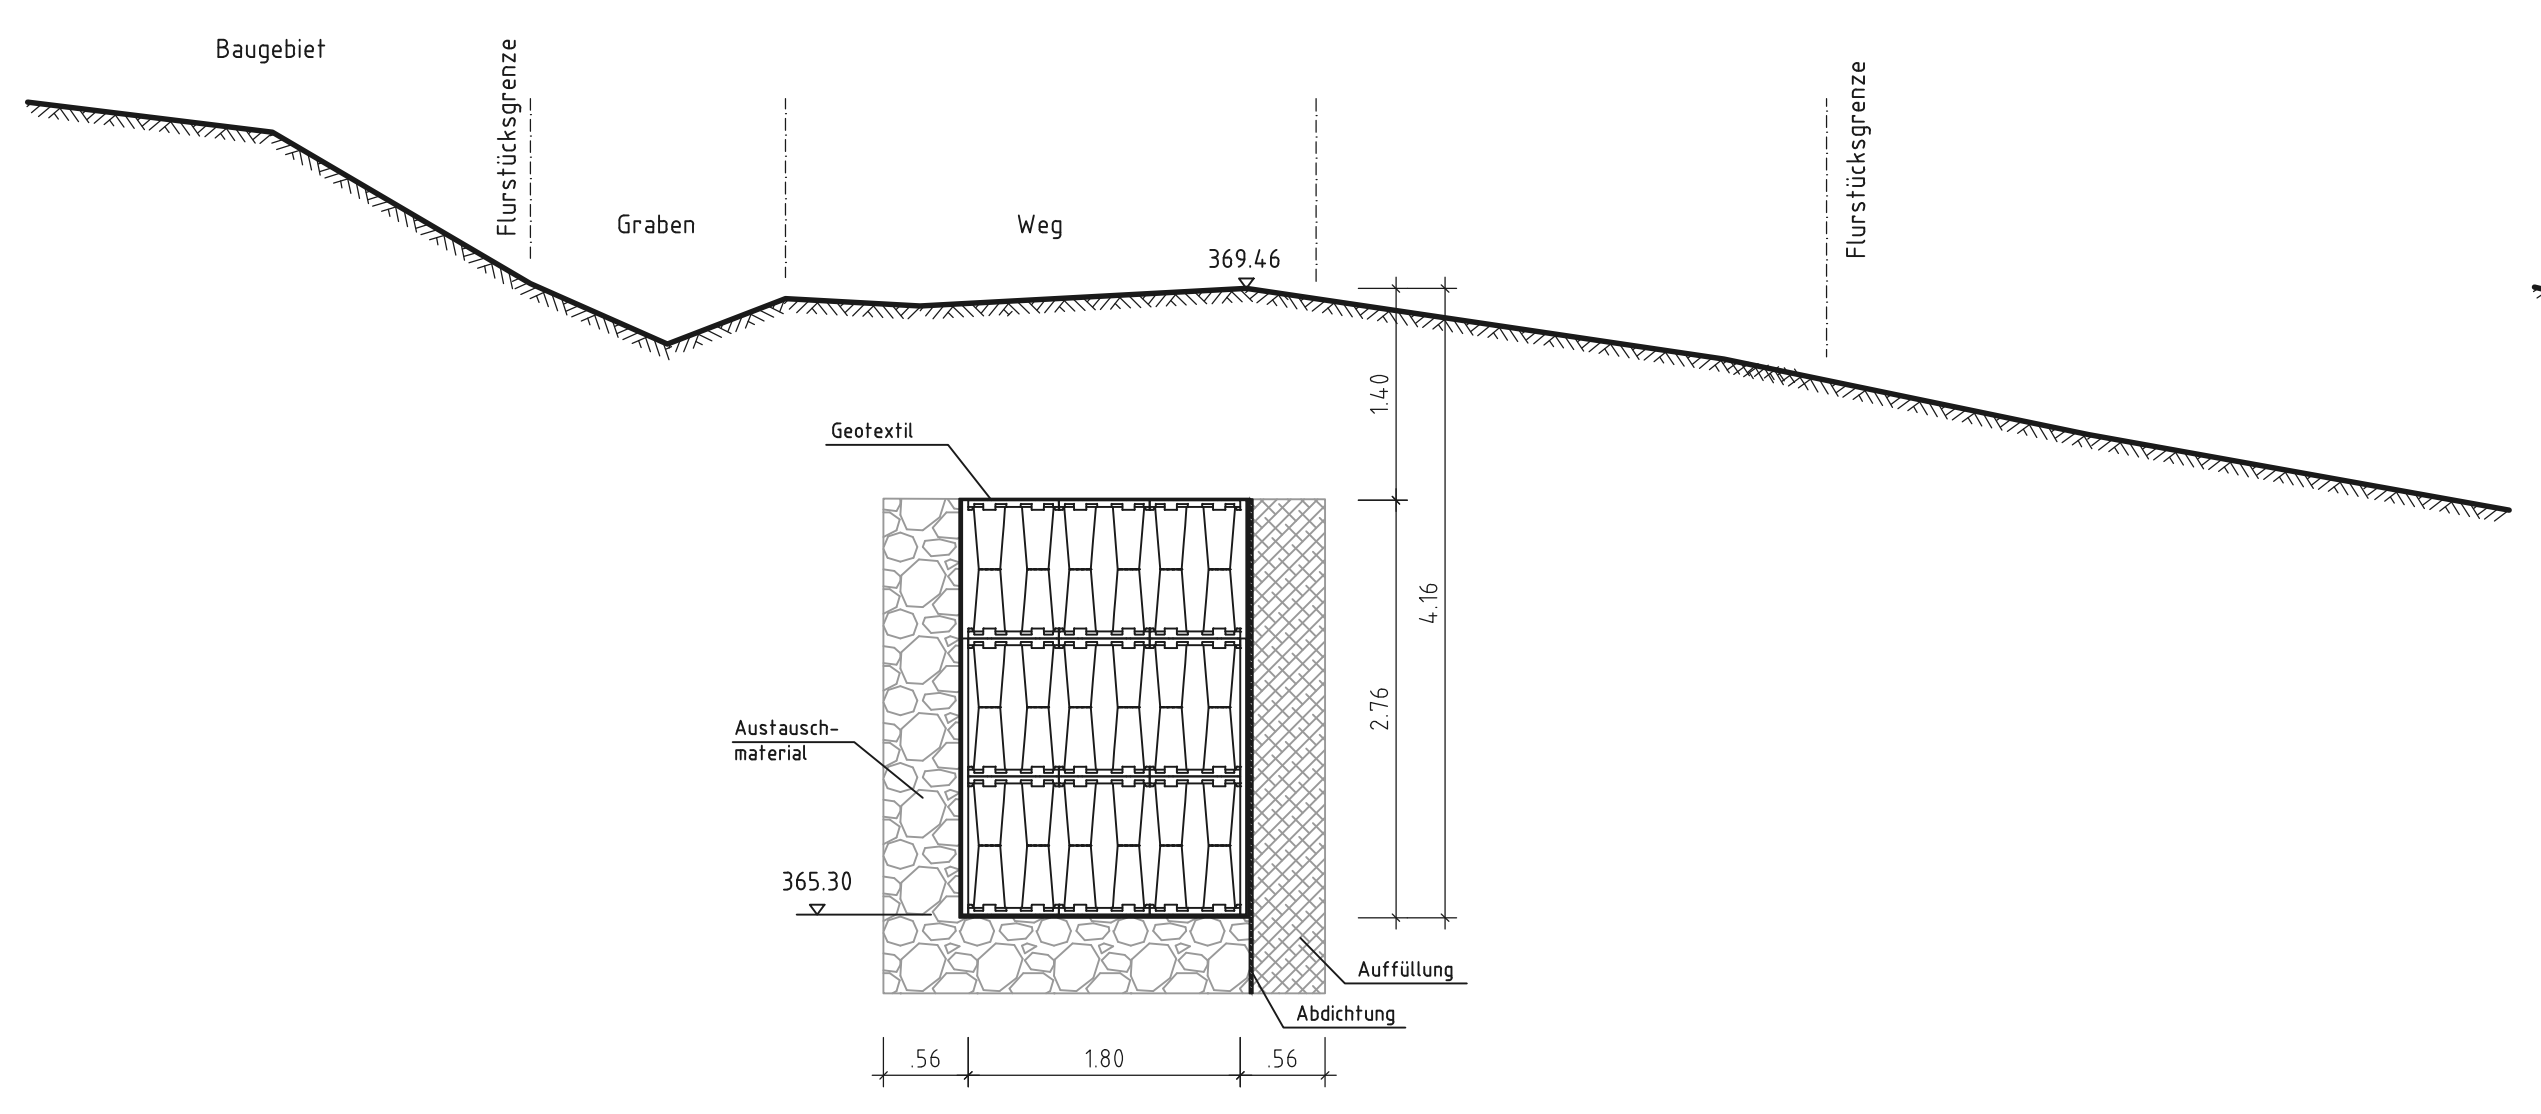 Baugebiet
Flurstücksgrenze
Flurstücksgrenze
Graben
Weg
369.46
1.40
Geotextil
4.16
2.76
Austausch-
material
365.30
Auffüllung
Abdichtung
.56
1.80
.56